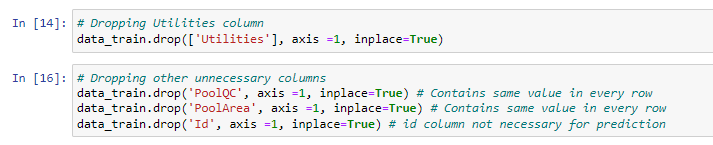 In [14]:
# Dropping Utilities column
data_train.drop(['Utilities'], axis =1, inplace=True)
In [16]:
# Dropping other unnecessary columns
data_train.drop('PoolQC', axis =1, inplace=True) # Contains same value in every row
data_train.drop('PoolArea', axis =1, inplace=True) # Contains same value in every row
data_train.drop('Id', axis =1, inplace=True) # id column not necessary for prediction